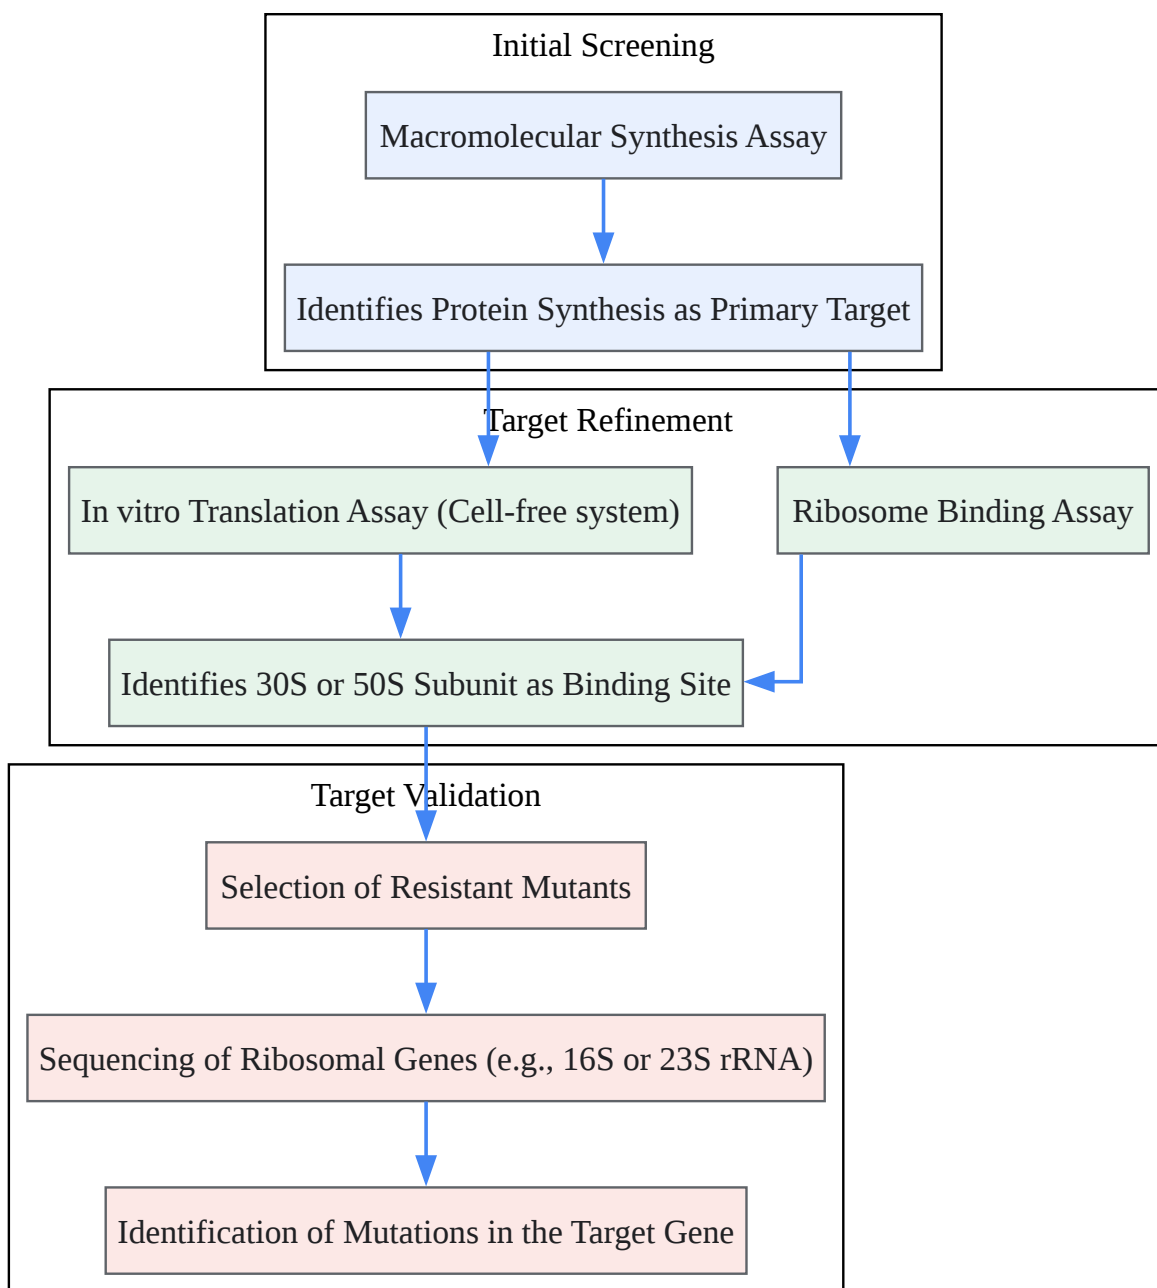 Initial Screening
Macromolecular Synthesis Assay
Identifies Protein Synthesis as Primary Target
Target Refinement
In vitro Translation Assay (Cell-free system)
Ribosome Binding Assay
Identifies 30S or 50S Subunit as Binding Site
Target Validation
Selection of Resistant Mutants
Sequencing of Ribosomal Genes (e.g., 16S or 23S rRNA)
Identification of Mutations in the Target Gene